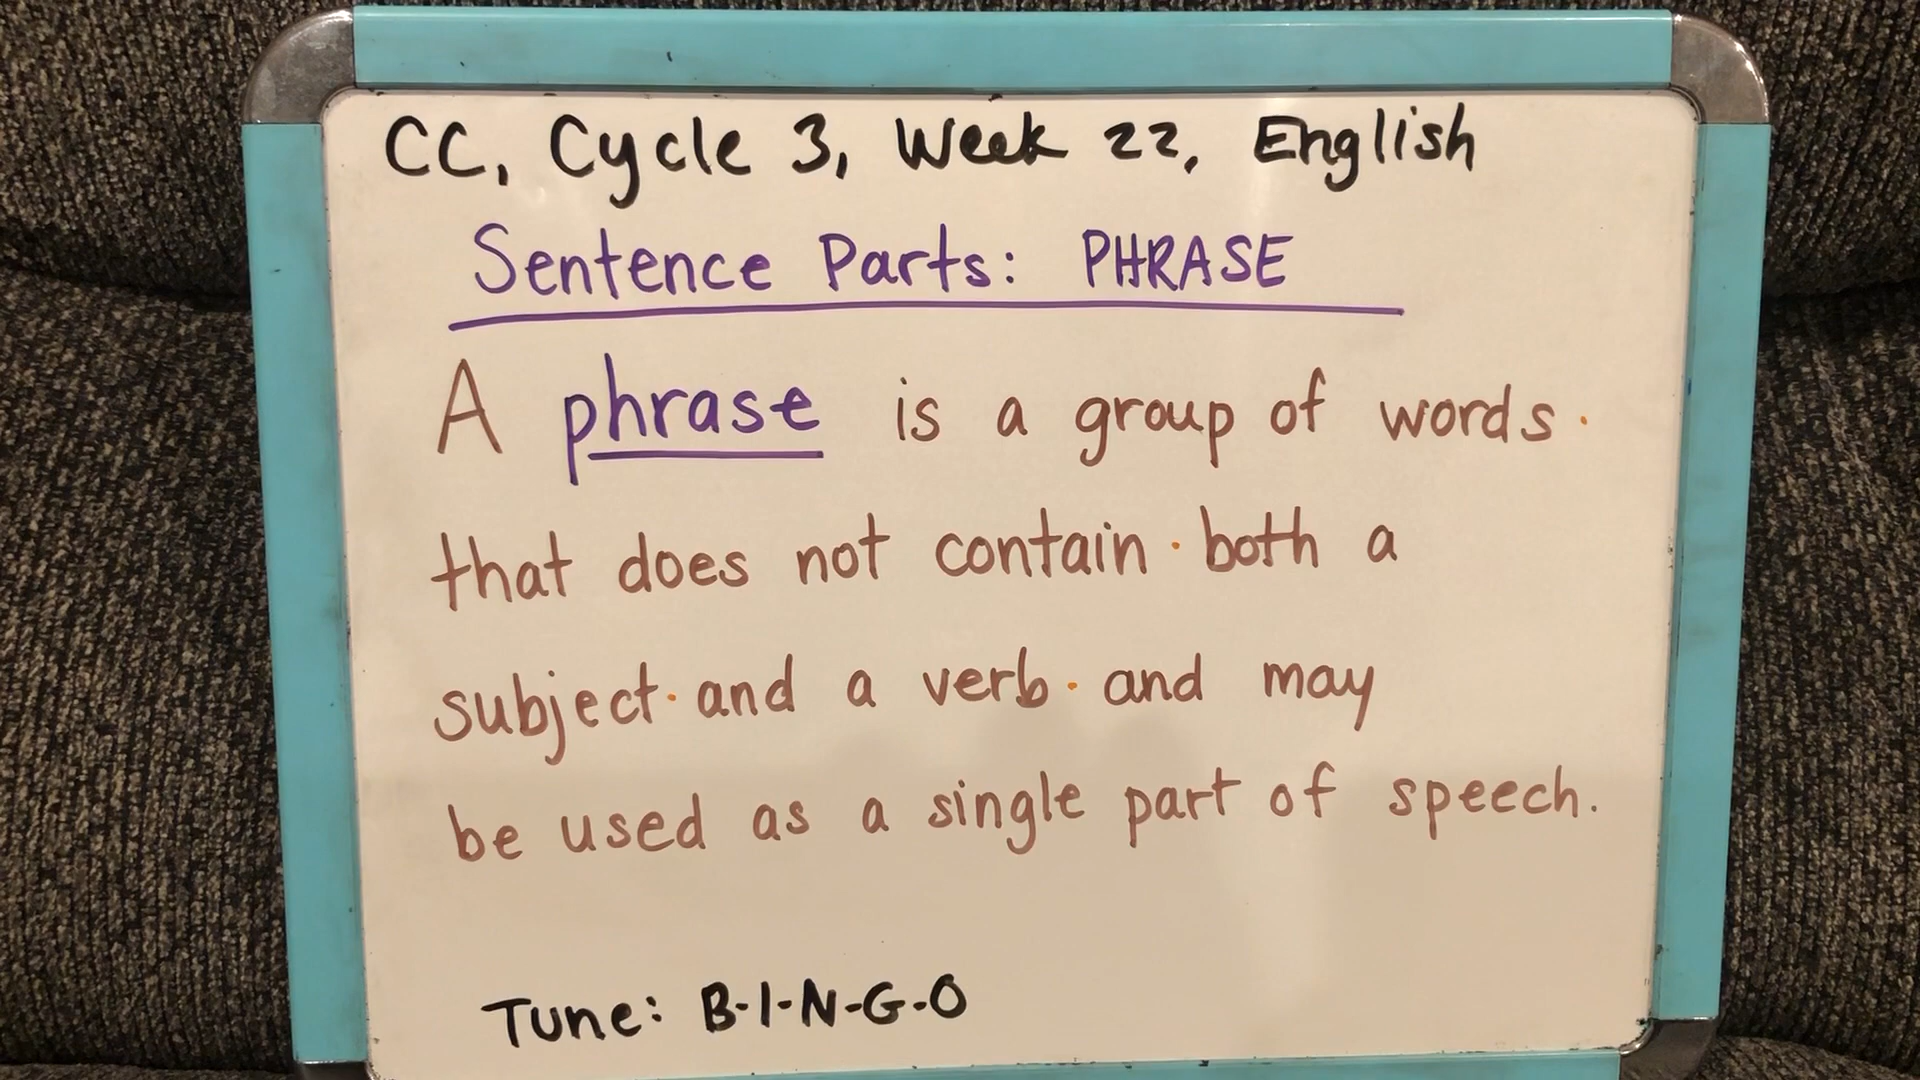 CC, Cycle 3, Week 22, English
Sentence Parts: PHRASE
A phrase is a group of words ·
that does not contain · both a
subject · and a verb · and may
be used as a single part of speech.
Tune: B-I-N-G-O